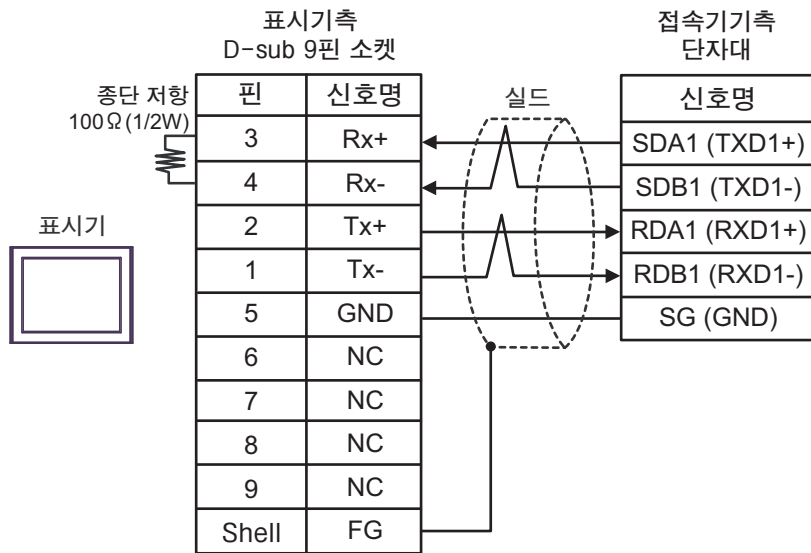 표시기측
D-sub 9핀 소켓
접속기기측
단자대
종단 저항
100Ω(1/2W)
핀 신호명
실드
신호명
3 Rx+
SDA1 (TXD1+)
4 Rx-
SDB1 (TXD1-)
표시기
2 Tx+
RDA1 (RXD1+)
1 Tx-
RDB1 (RXD1-)
5 GND
SG (GND)
6 NC
7 NC
8 NC
9 NC
Shell FG